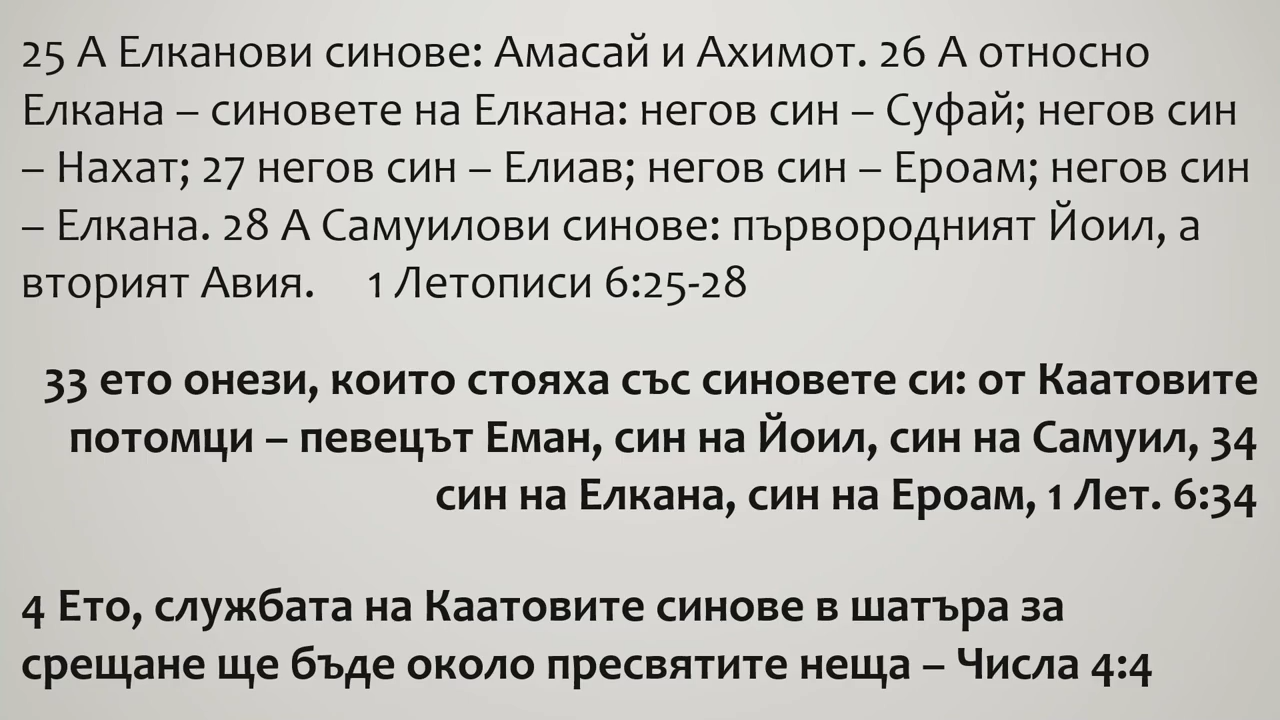 25 А Елканови синове: Амасай и Ахимот. 26 А относно
Елкана – синовете на Елкана: негов син – Суфай; негов син
– Нахат; 27 негов син – Елиав; негов син – Ероам; негов син
– Елкана. 28 А Самуилови синове: първородният Йоил, а
вторият Авия. 1 Летописи 6:25-28
33 ето онези, които стояха със синовете си: от Каатовите
потомци – певецът Еман, син на Йоил, син на Самуил, 34
син на Елкана, син на Ероам, 1 Лет. 6:34
4 Ето, службата на Каатовите синове в шатъра за
срещане ще бъде около пресвятите неща – Числа 4:4